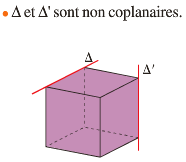 • Δ et Δ' sont non coplanaires.
Δ
Δ'